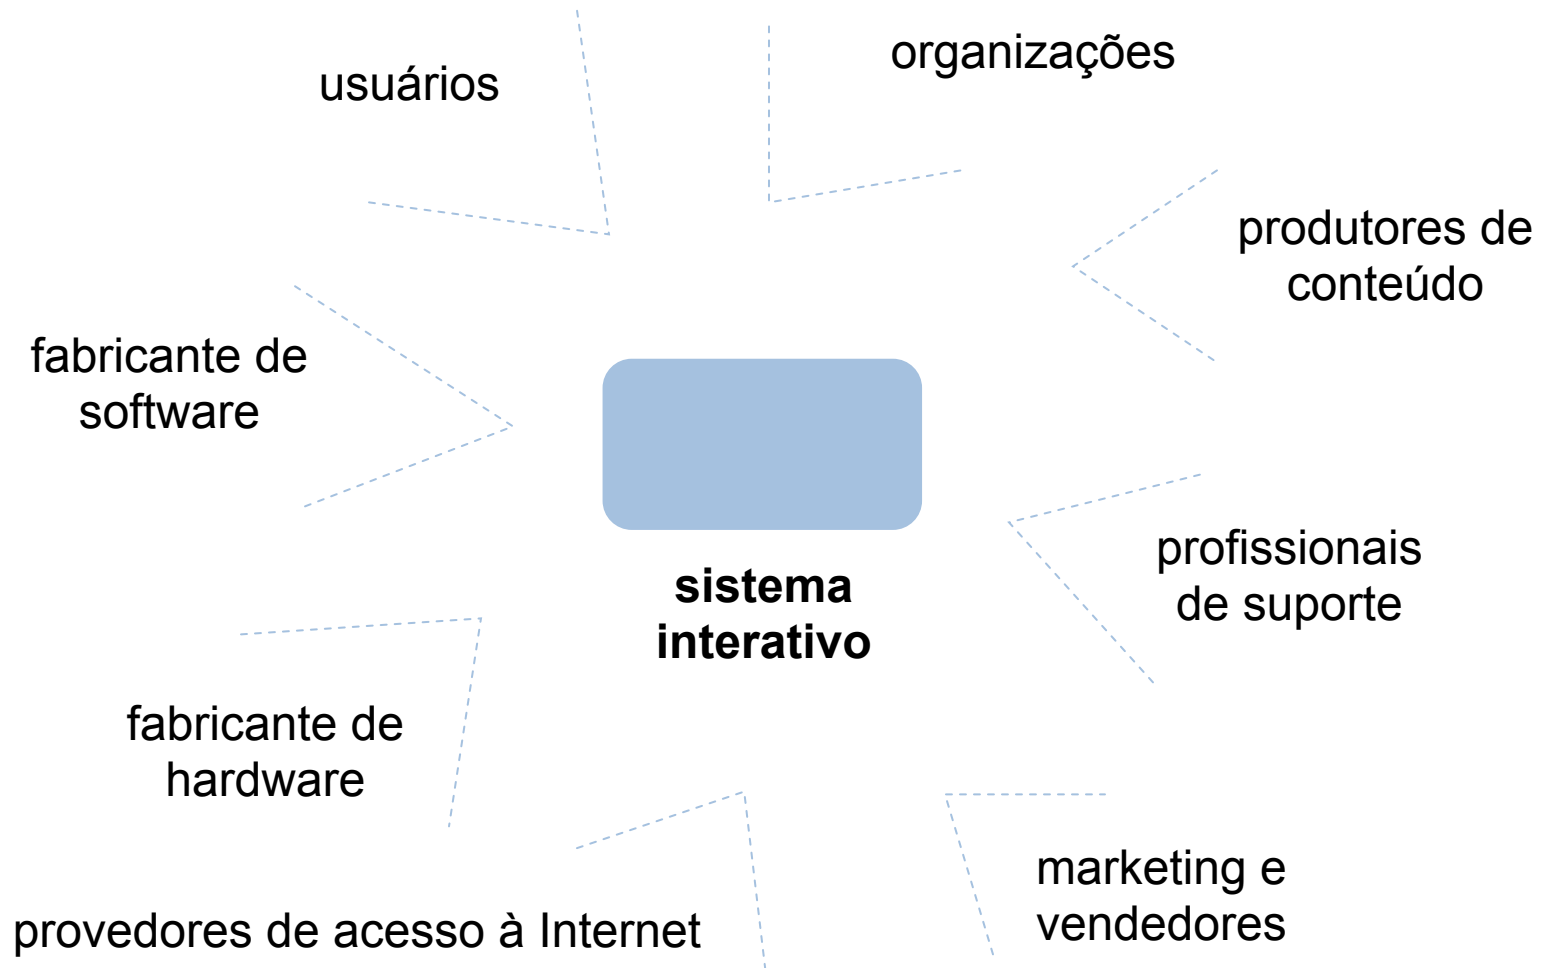 usuários
organizações
produtores de
conteúdo
fabricante de
software
profissionais
de suporte
sistema
interativo
fabricante de
hardware
marketing e
vendedores
provedores de acesso à Internet